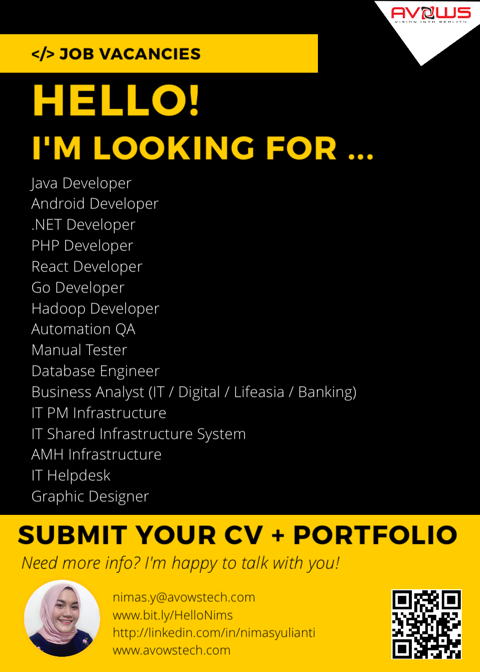 AVOWS
VISION INTO REALITY
</> JOB VACANCIES
HELLO!
I'M LOOKING FOR ...
Java Developer
Android Developer
.NET Developer
PHP Developer
React Developer
Go Developer
Hadoop Developer
Automation QA
Manual Tester
Database Engineer
Business Analyst (IT / Digital / Lifeasia / Banking)
IT PM Infrastructure
IT Shared Infrastructure System
AMH Infrastructure
IT Helpdesk
Graphic Designer
SUBMIT YOUR CV + PORTFOLIO
Need more info? I'm happy to talk with you!
nimas.y@avowstech.com
www.bit.ly/HelloNims
http://linkedin.com/in/nimasyulianti
www.avowstech.com